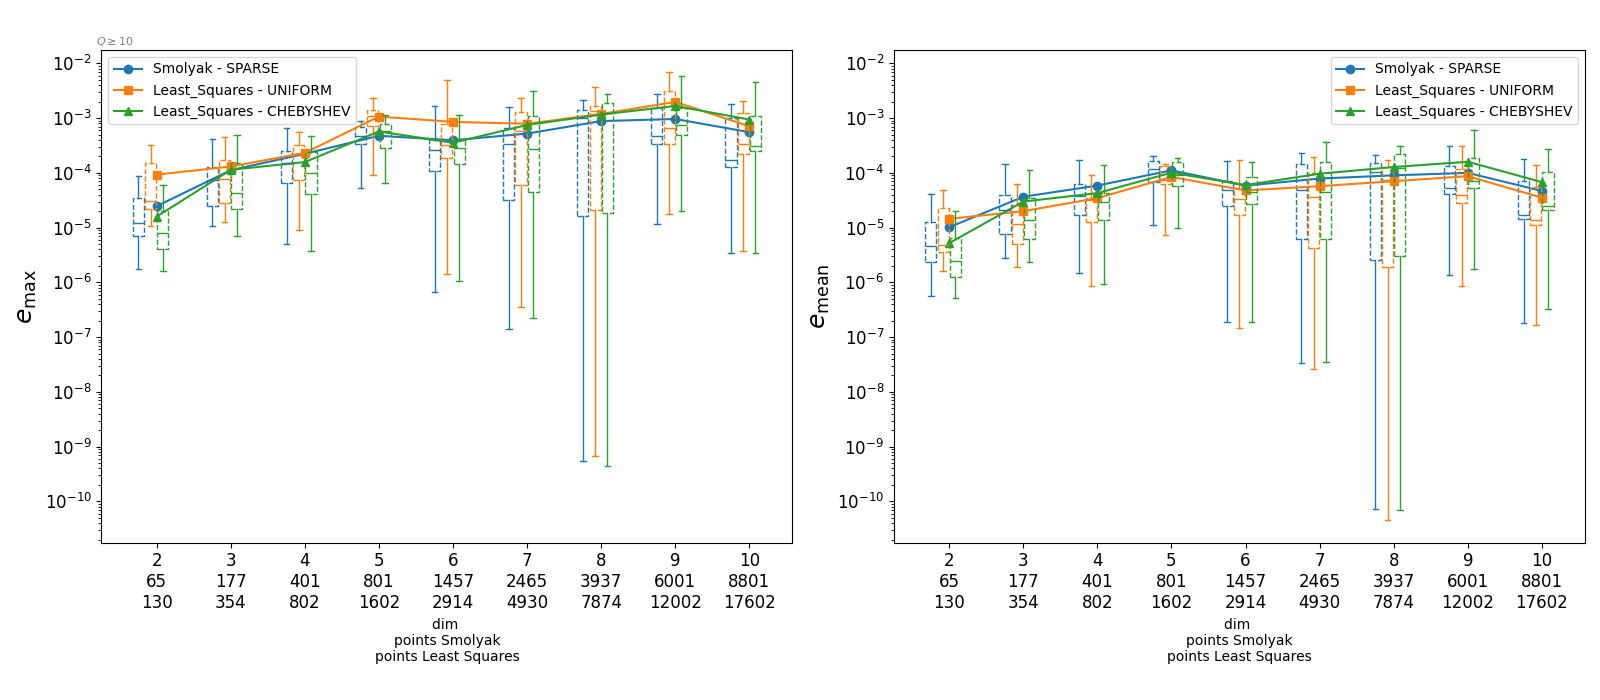 Q ≥ 10
Smolyak - SPARSE
Least_Squares - UNIFORM
Least_Squares - CHEBYSHEV
10⁻²
10⁻³
10⁻⁴
10⁻⁵
10⁻⁶
10⁻⁷
10⁻⁸
10⁻⁹
10⁻¹⁰
e_max
2 3 4 5 6 7 8 9 10
65 177 401 801 1457 2465 3937 6001 8801
130 354 802 1602 2914 4930 7874 12002 17602
dim
points Smolyak
points Least Squares
Smolyak - SPARSE
Least_Squares - UNIFORM
Least_Squares - CHEBYSHEV
10⁻²
10⁻³
10⁻⁴
10⁻⁵
10⁻⁶
10⁻⁷
10⁻⁸
10⁻⁹
10⁻¹⁰
e_mean
2 3 4 5 6 7 8 9 10
65 177 401 801 1457 2465 3937 6001 8801
130 354 802 1602 2914 4930 7874 12002 17602
dim
points Smolyak
points Least Squares